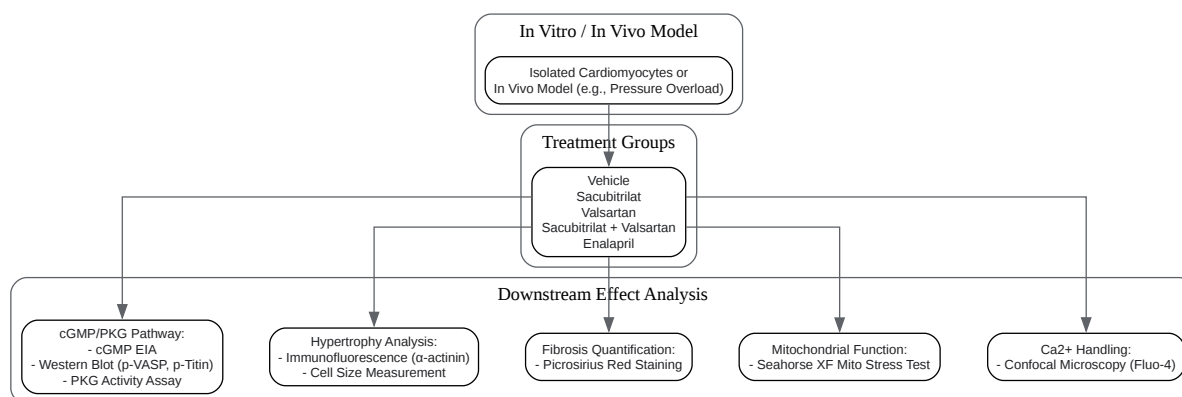 In Vitro / In Vivo Model
Isolated Cardiomyocytes or
In Vivo Model (e.g., Pressure Overload)
Treatment Groups
Vehicle
Sacubitrilat
Valsartan
Sacubitrilat + Valsartan
Enalapril
Downstream Effect Analysis
cGMP/PKG Pathway:
- cGMP EIA
- Western Blot (p-VASP, p-Titin)
- PKG Activity Assay
Hypertrophy Analysis:
- Immunofluorescence (α-actinin)
- Cell Size Measurement
Fibrosis Quantification:
- Picrosirius Red Staining
Mitochondrial Function:
- Seahorse XF Mito Stress Test
Ca2+ Handling:
- Confocal Microscopy (Fluo-4)